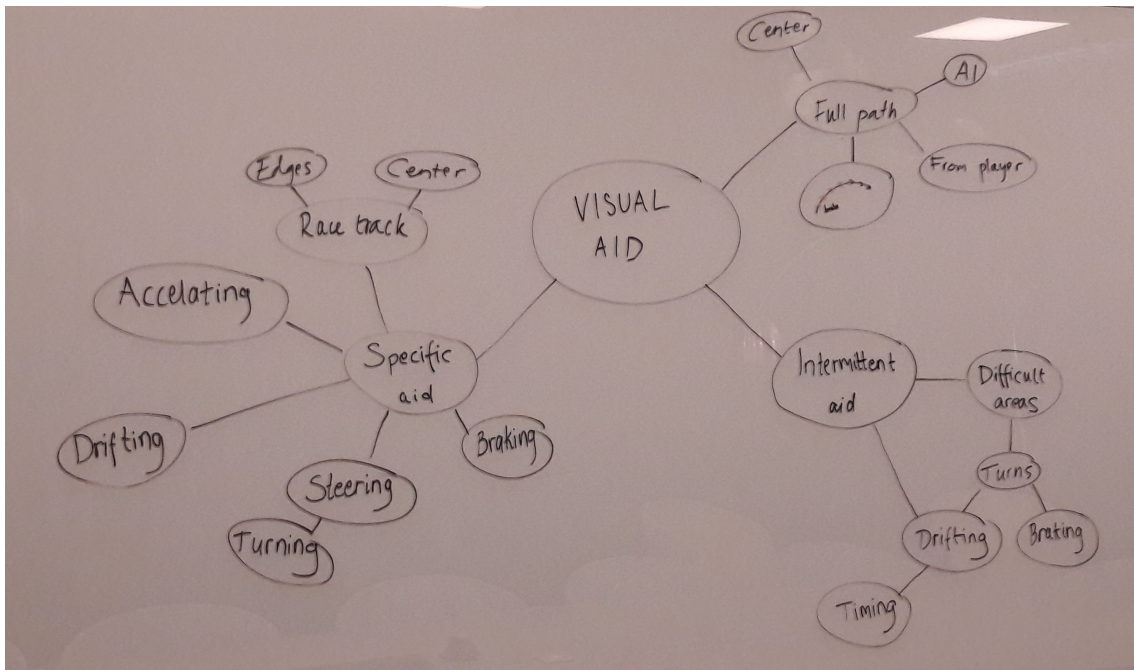 Center
AI
Full path
From player
VISUAL
AID
Edges
Center
Race track
Accelating
Specific
aid
Drifting
Braking
Steering
Turning
Intermittent
aid
Difficult
areas
Turns
Drifting
Braking
Timing